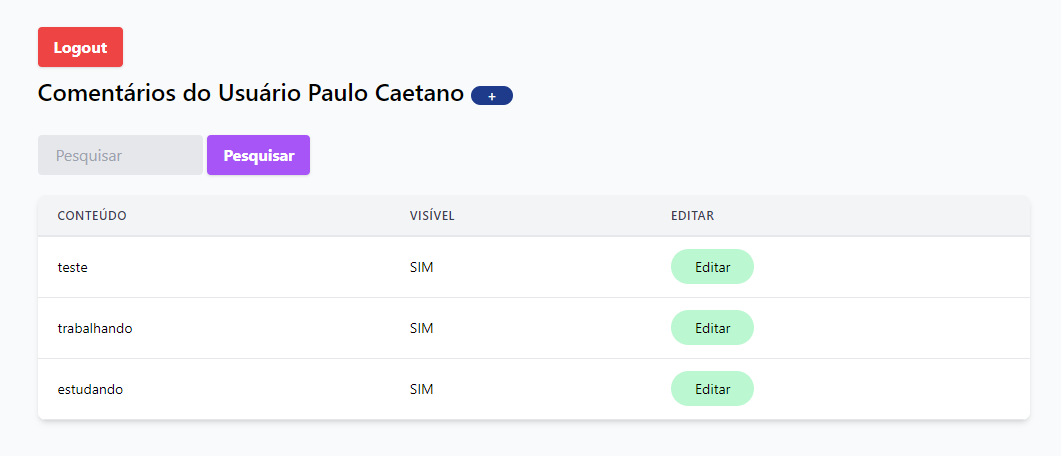 Logout
Comentários do Usuário Paulo Caetano +
Pesquisar Pesquisar
CONTEÚDO VISÍVEL EDITAR
teste SIM Editar
trabalhando SIM Editar
estudando SIM Editar